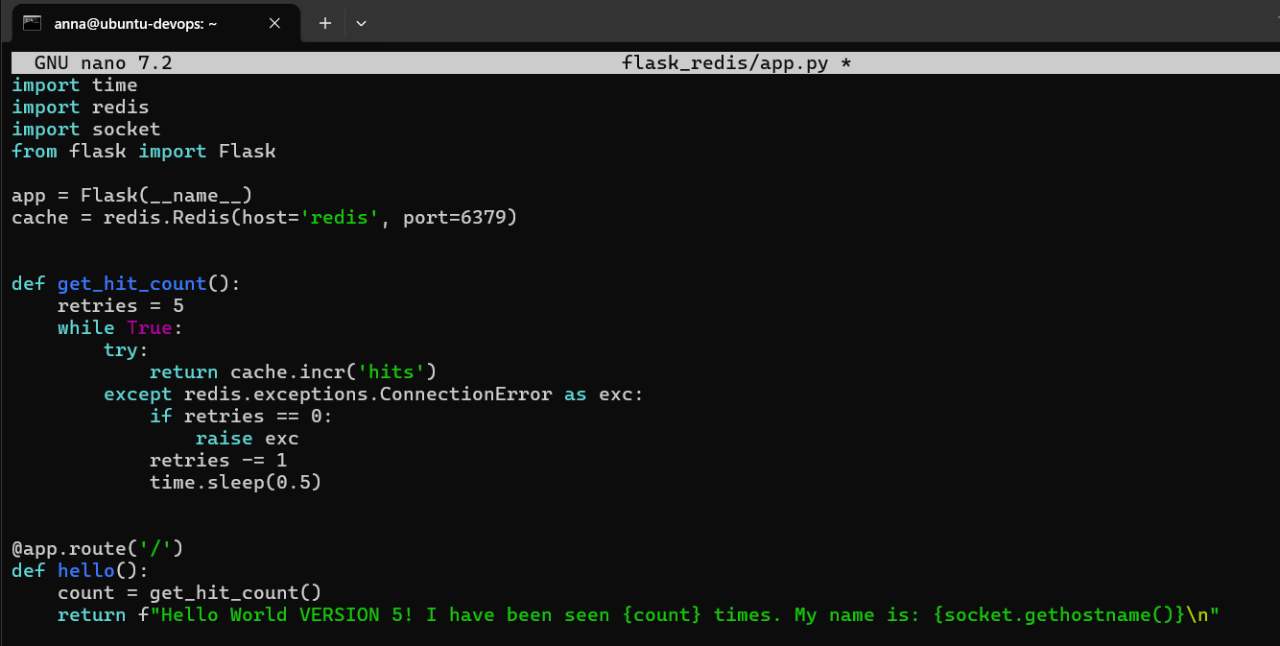 anna@ubuntu-devops: ~
GNU nano 7.2 flask_redis/app.py *
import time
import redis
import socket
from flask import Flask

app = Flask(__name__)
cache = redis.Redis(host='redis', port=6379)


def get_hit_count():
    retries = 5
    while True:
        try:
            return cache.incr('hits')
        except redis.exceptions.ConnectionError as exc:
            if retries == 0:
                raise exc
            retries -= 1
            time.sleep(0.5)


@app.route('/')
def hello():
    count = get_hit_count()
    return f"Hello World VERSION 5! I have been seen {count} times. My name is: {socket.gethostname()}\n"